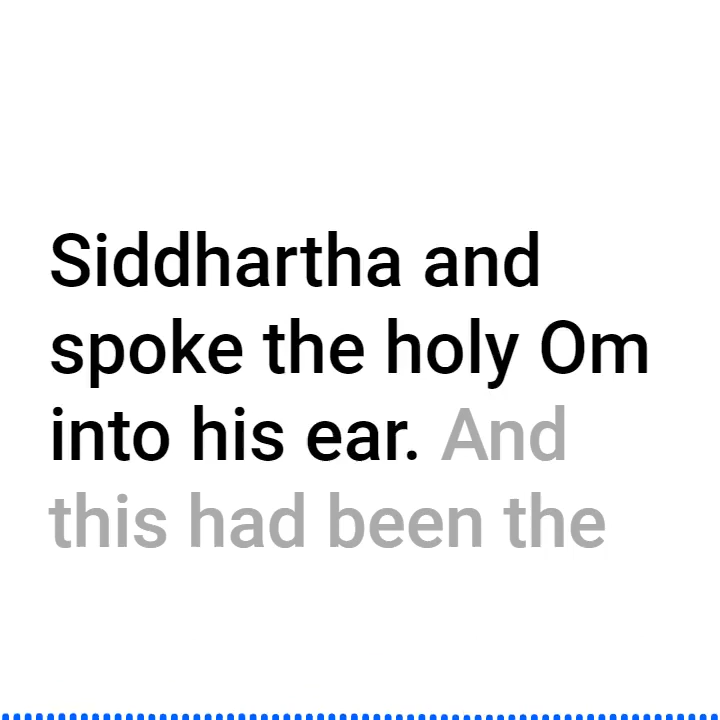 Siddhartha and
spoke the holy Om
into his ear. And
this had been the